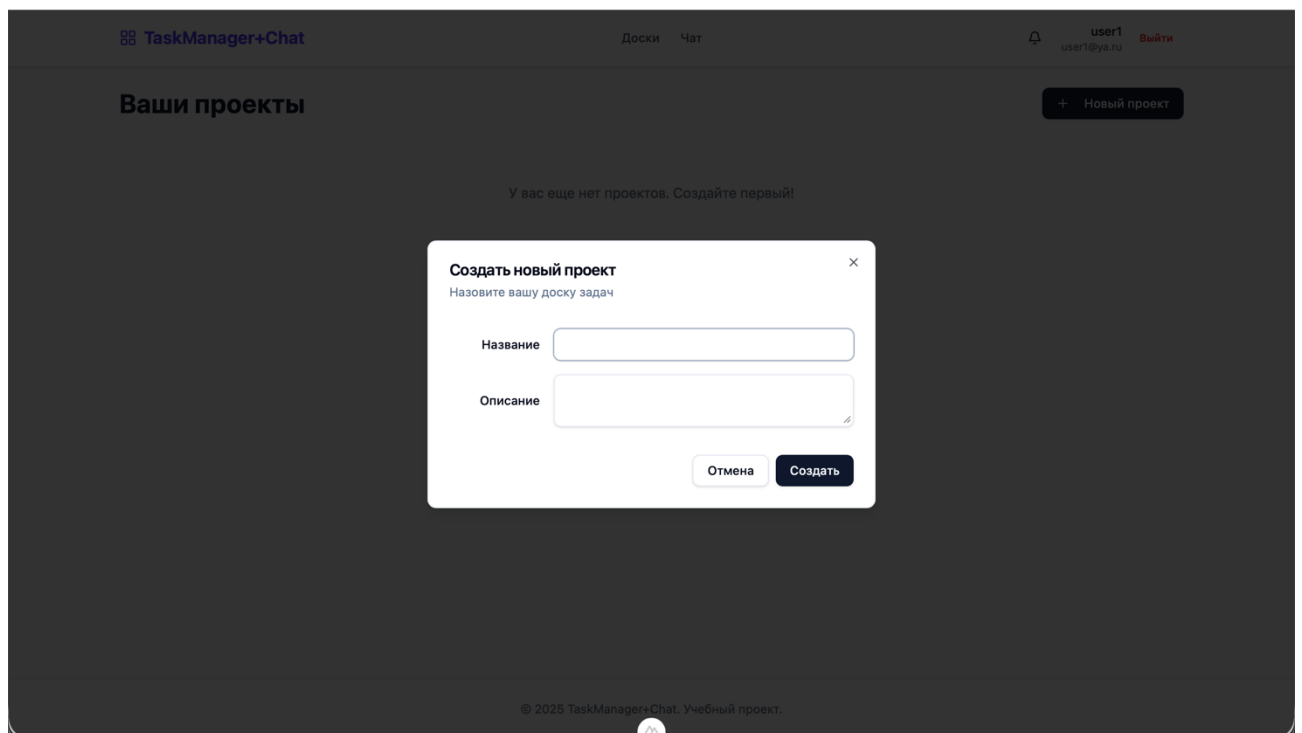 TaskManager+Chat
Доски Чат
user1
user1@ya.ru
Выйти
Ваши проекты
+ Новый проект
У вас еще нет проектов. Создайте первый!
Создать новый проект
Назовите вашу доску задач
Название
Описание
Отмена Создать
© 2025 TaskManager+Chat. Учебный проект.